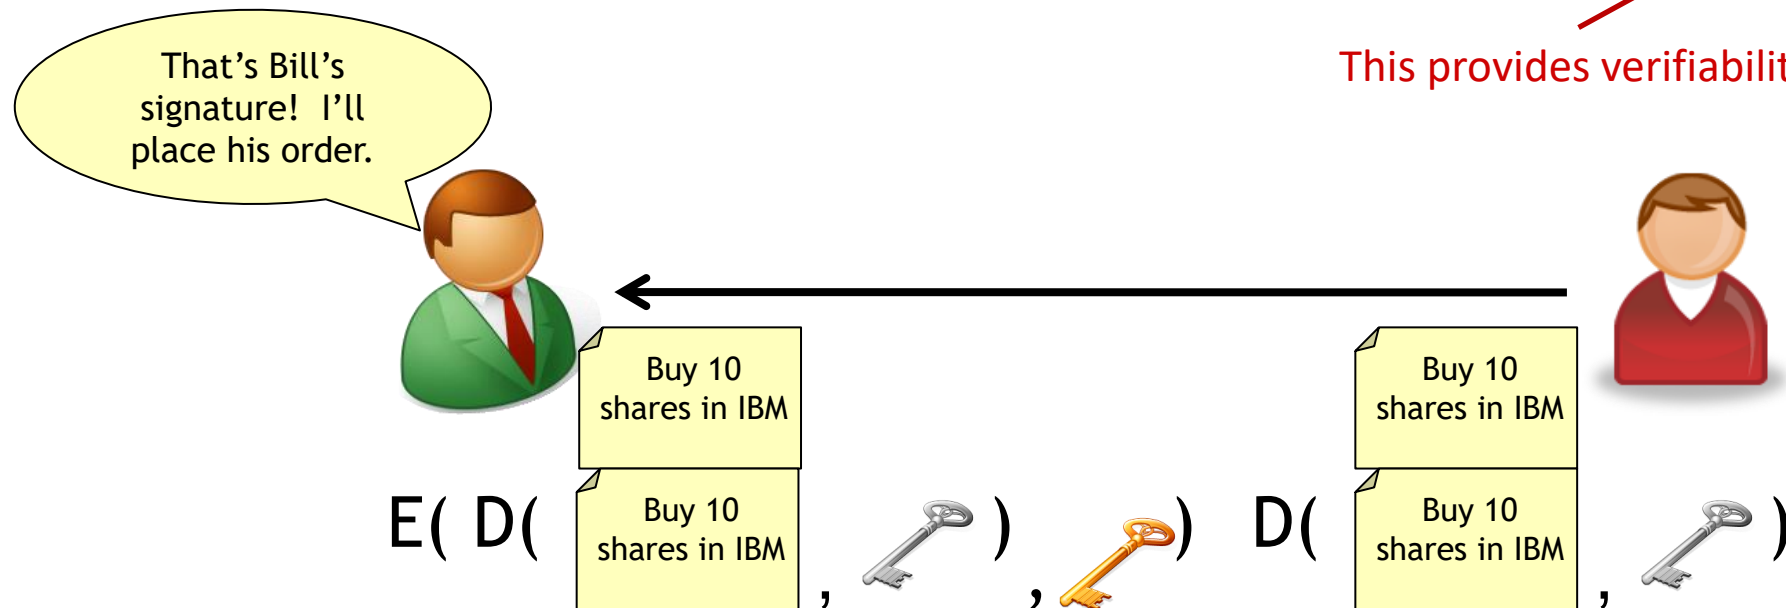 That’s Bill’s
signature!  I’ll
place his order.
This provides verifiabilit
Buy 10
shares in IBM
Buy 10
shares in IBM
E( D(
Buy 10
shares in IBM
,
)
,
)
D(
Buy 10
shares in IBM
,
)